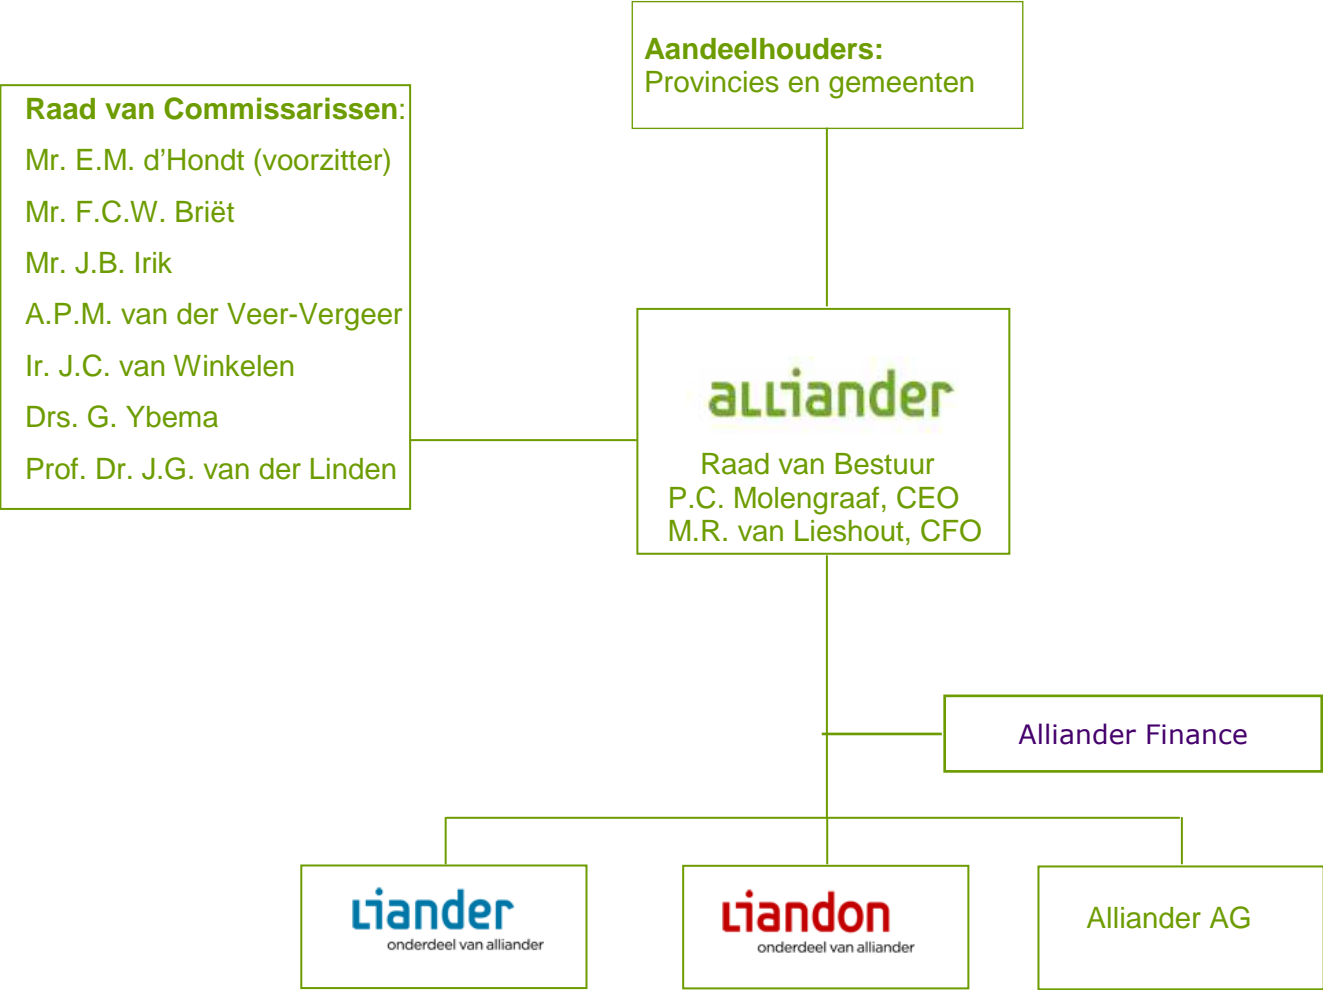 Aandeelhouders:
Provincies en gemeenten
Raad van Commissarissen:
Mr. E.M. d’Hondt (voorzitter)
Mr. F.C.W. Briët
Mr. J.B. Irik
A.P.M. van der Veer-Vergeer
Ir. J.C. van Winkelen
Drs. G. Ybema
Prof. Dr. J.G. van der Linden
alliander
Raad van Bestuur
P.C. Molengraaf, CEO
M.R. van Lieshout, CFO
Alliander Finance
liander
onderdeel van alliander
liandon
onderdeel van alliander
Alliander AG